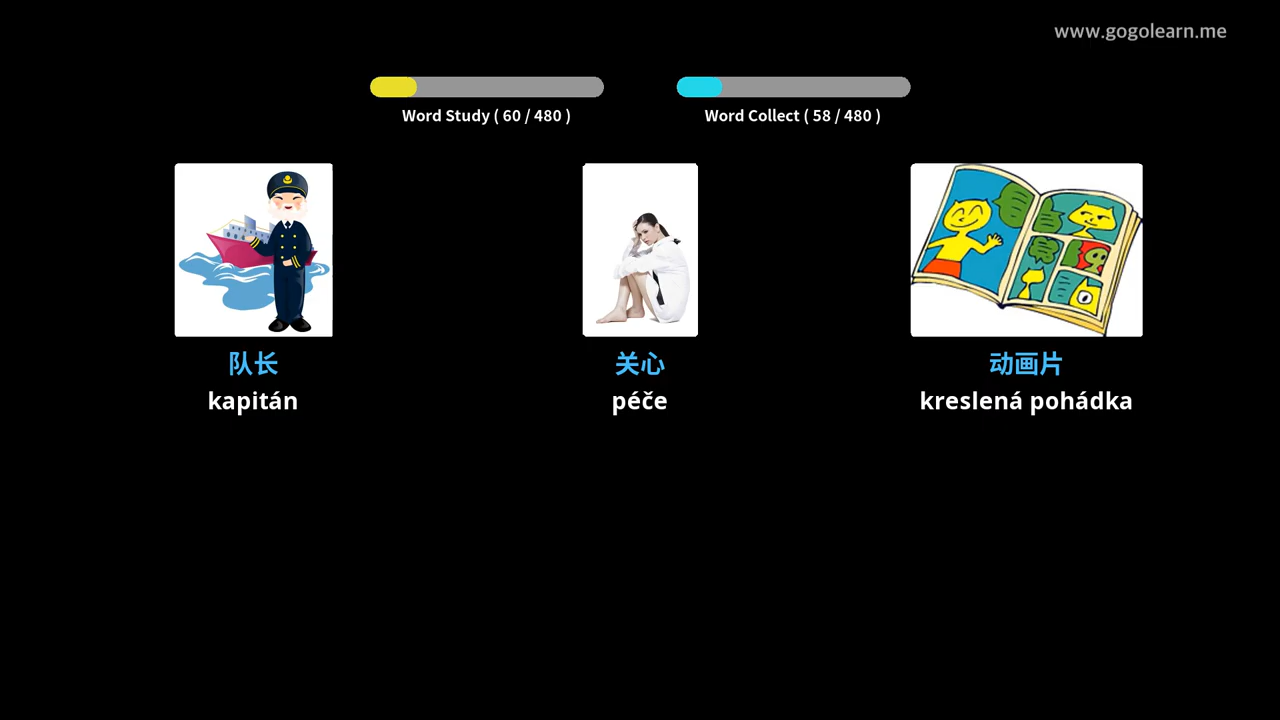 www.gogolearn.me
Word Study ( 60 / 480 )
Word Collect ( 58 / 480 )
队长
关心
动画片
kapitán
péče
kreslená pohádka